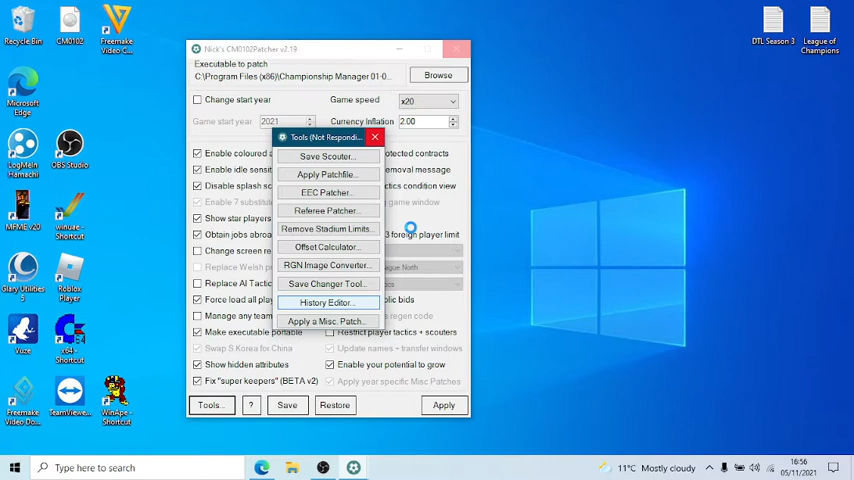 Recycle Bin
CM0102
Freemake
Video C...
DTL Season 3
League of
Champions
Microsoft
Edge
LogMeIn
Hamachi
OBS Studio
MFME v20
winuae -
Shortcut
Glary Utilities
5
Roblox
Player
Vuze
x64 -
Shortcut
Freemake
Video Do...
TeamViewe...
WinApe -
Shortcut
Nick's CM0102Patcher v2.19
Executable to patch
C:\Program Files (x86)\Championship Manager 01-0...
Browse
Change start year
Game speed
x20
Game start year
2021
Currency Inflation
2.00
Tools (Not Respondi...
Save Scouter...
Apply Patchfile...
EEC Patcher...
Referee Patcher...
Remove Stadium Limits...
Offset Calculator...
RGN Image Converter...
Save Changer Tool...
History Editor...
Apply a Misc. Patch...
Enable coloured a
otected contracts
Enable idle sensiti
emoval message
Disable splash sc
ctics condition view
Enable 7 substitut
ng game window
Show star players
Obtain jobs abroa
3 foreign player limit
Change screen re
Replace Welsh pr
ague North
Replace AI Tactic
Force load all play
olic bids
Manage any team
s regen code
Make executable portable
Restrict player tactics + scouters
Swap S Korea for China
Update names + transfer windows
Show hidden attributes
Enable your potential to grow
Fix "super keepers" (BETA v2)
Apply year specific Misc Patches
Tools...
?
Save
Restore
Apply
Type here to search
11°C Mostly cloudy
16:56
05/11/2021